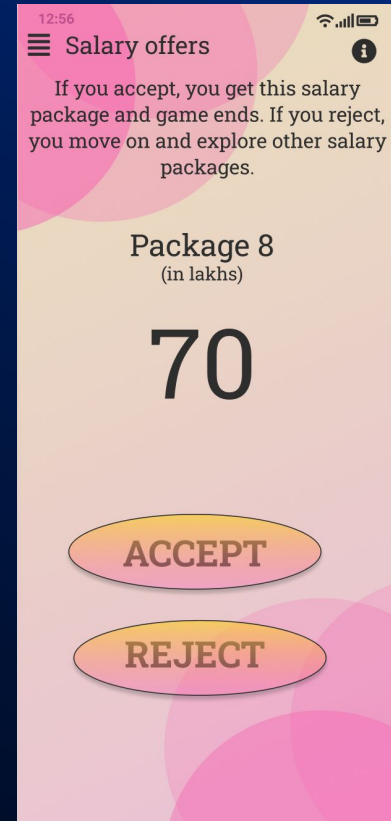 12:56
Salary offers
If you accept, you get this salary
package and game ends. If you reject,
you move on and explore other salary
packages.
Package 8
(in lakhs)
70
ACCEPT
REJECT